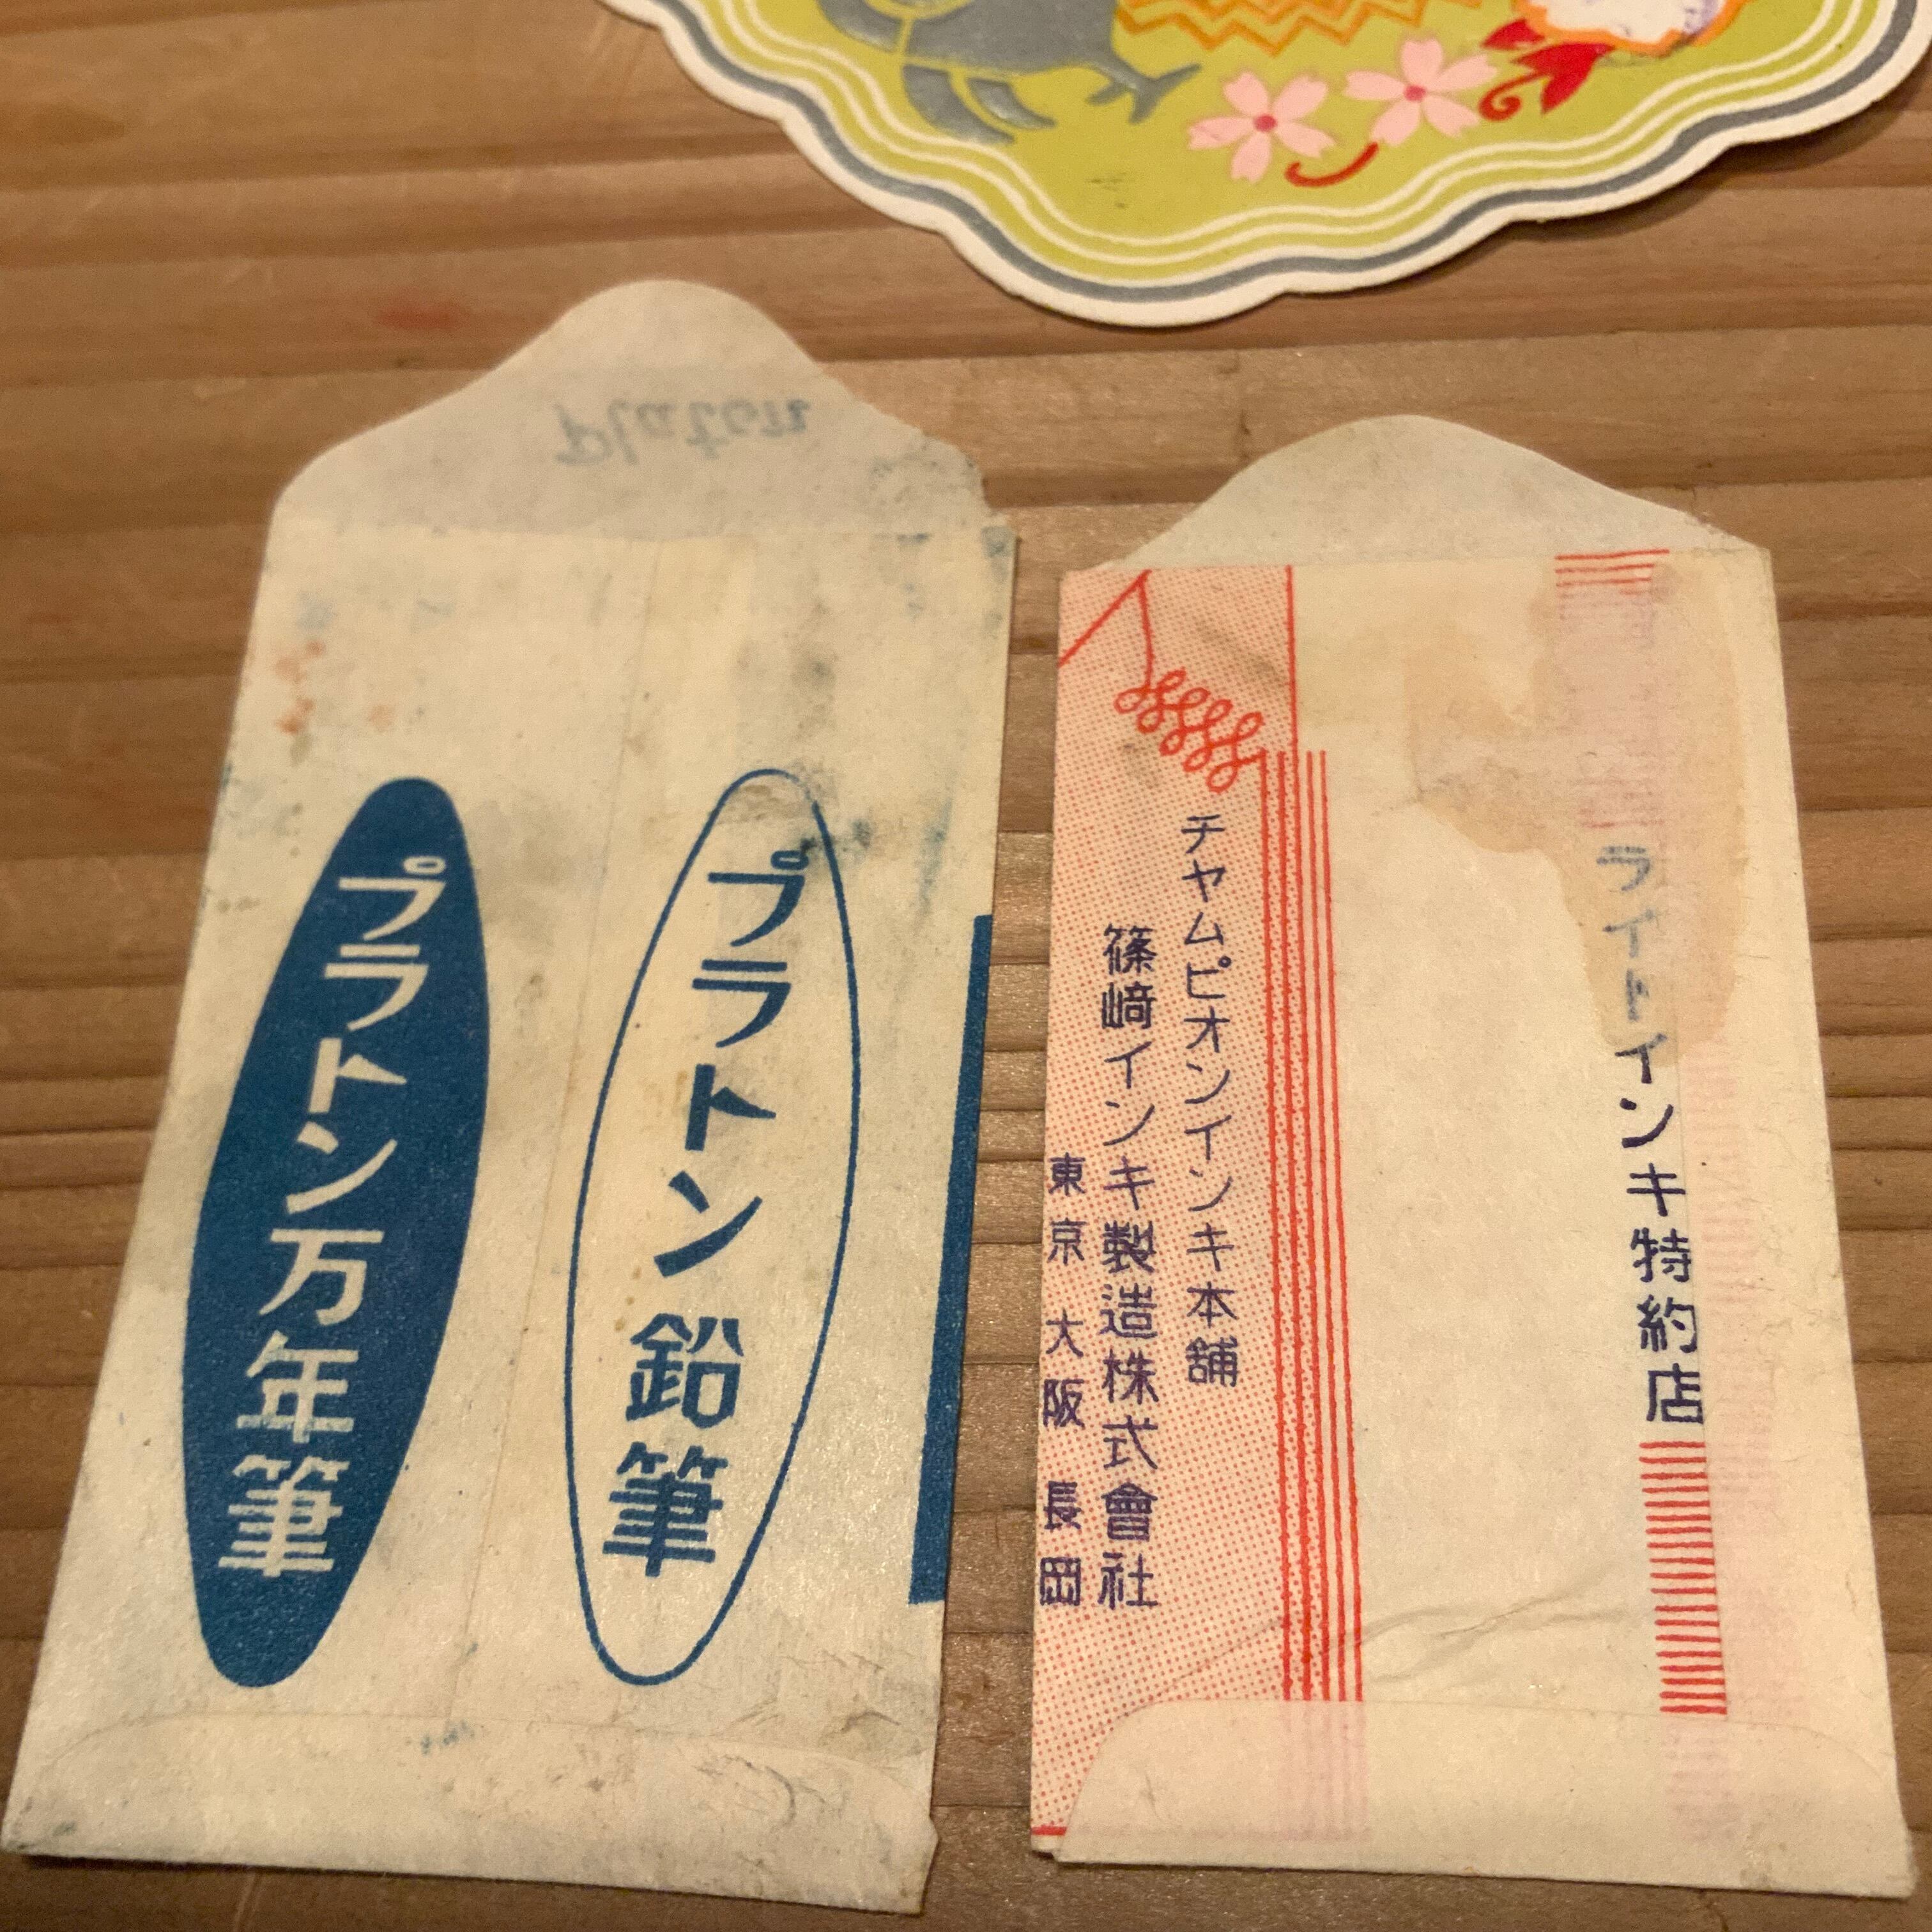 Platon
プラトン鉛筆
プラトン万年筆
ライトインキ特約店
チヤムピオンインキ本舗
篠﨑インキ製造株式會社
東京 大阪 長岡